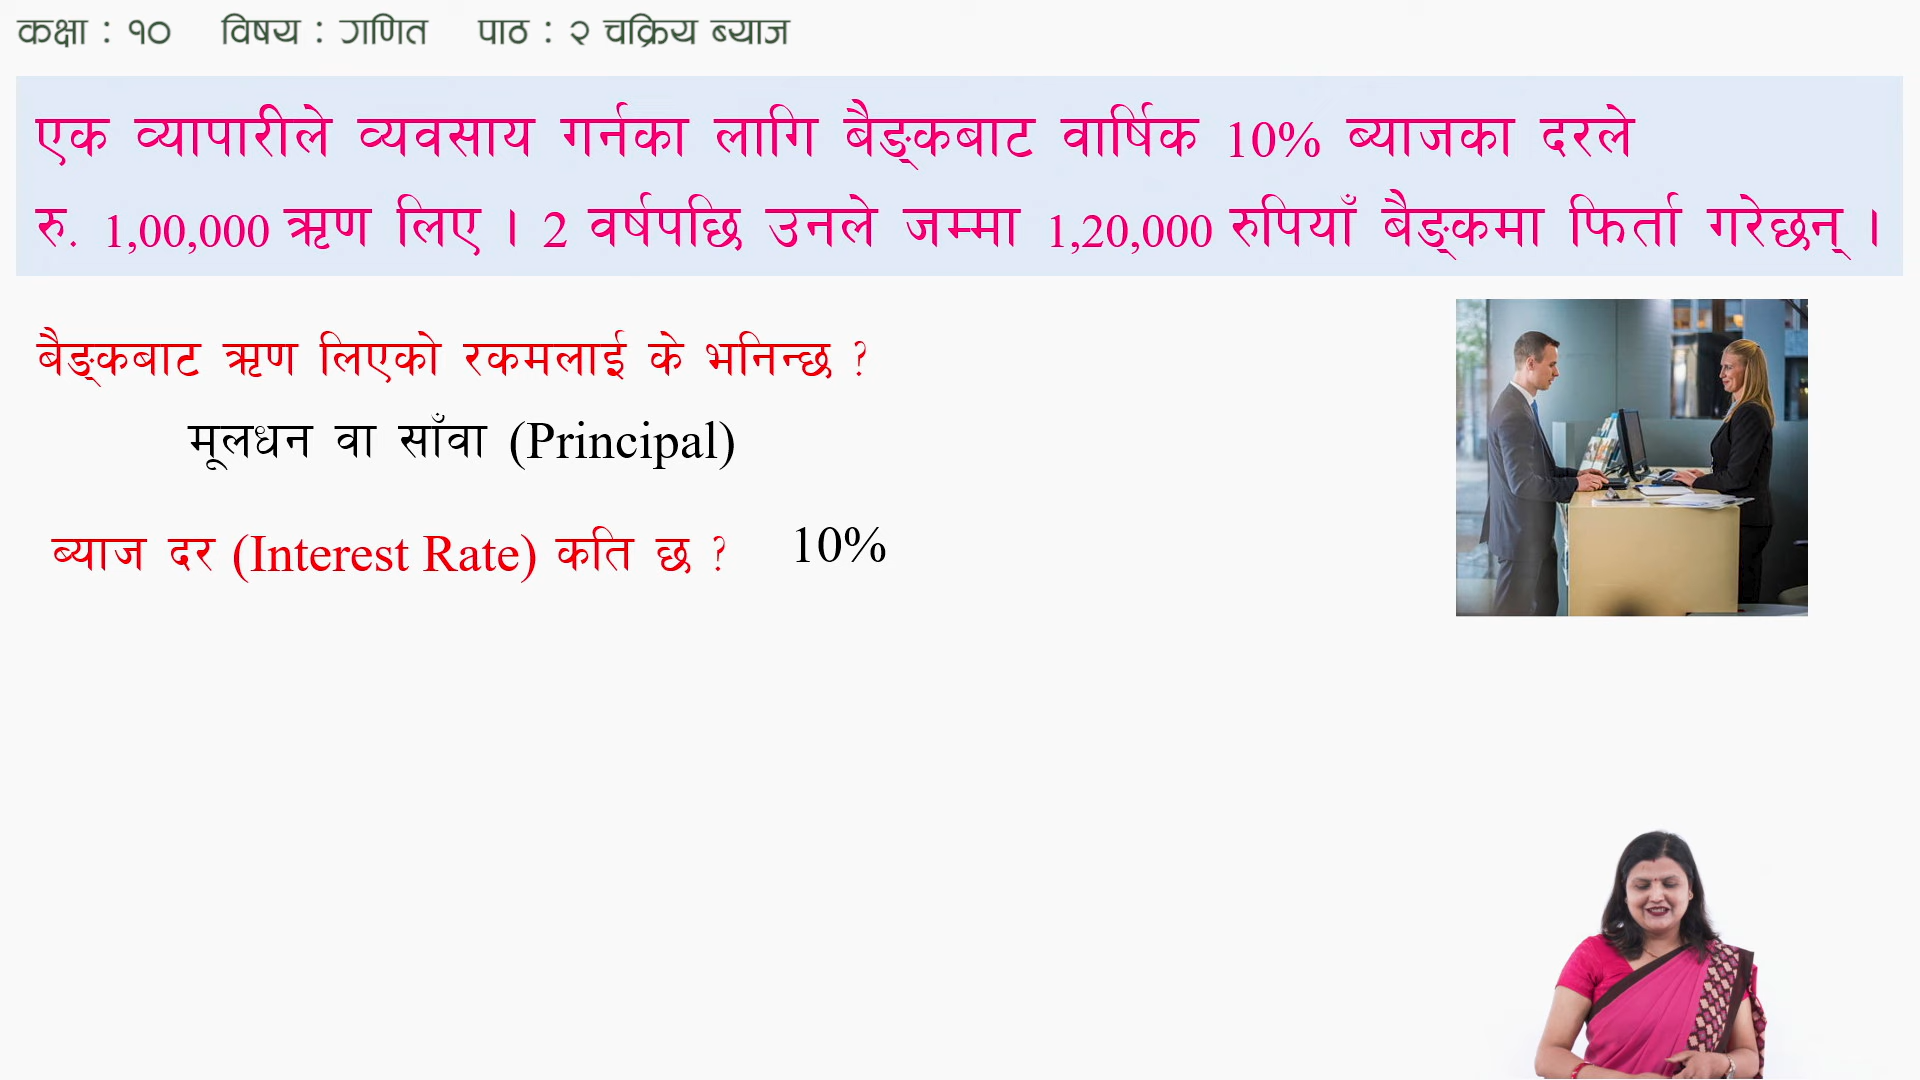 कक्षा : १० विषय : गणित पाठ : २ चक्रिय ब्याज
एक व्यापारीले व्यवसाय गर्नका लागि बैङ्कबाट वार्षिक 10% ब्याजका दरले
रु. 1,00,000 ऋण लिए । 2 वर्षपछि उनले जम्मा 1,20,000 रुपियाँ बैङ्कमा फिर्ता गरेछन् ।
बैङ्कबाट ऋण लिएको रकमलाई के भनिन्छ ?
मूलधन वा साँवा (Principal)
ब्याज दर (Interest Rate) कति छ ? 10%